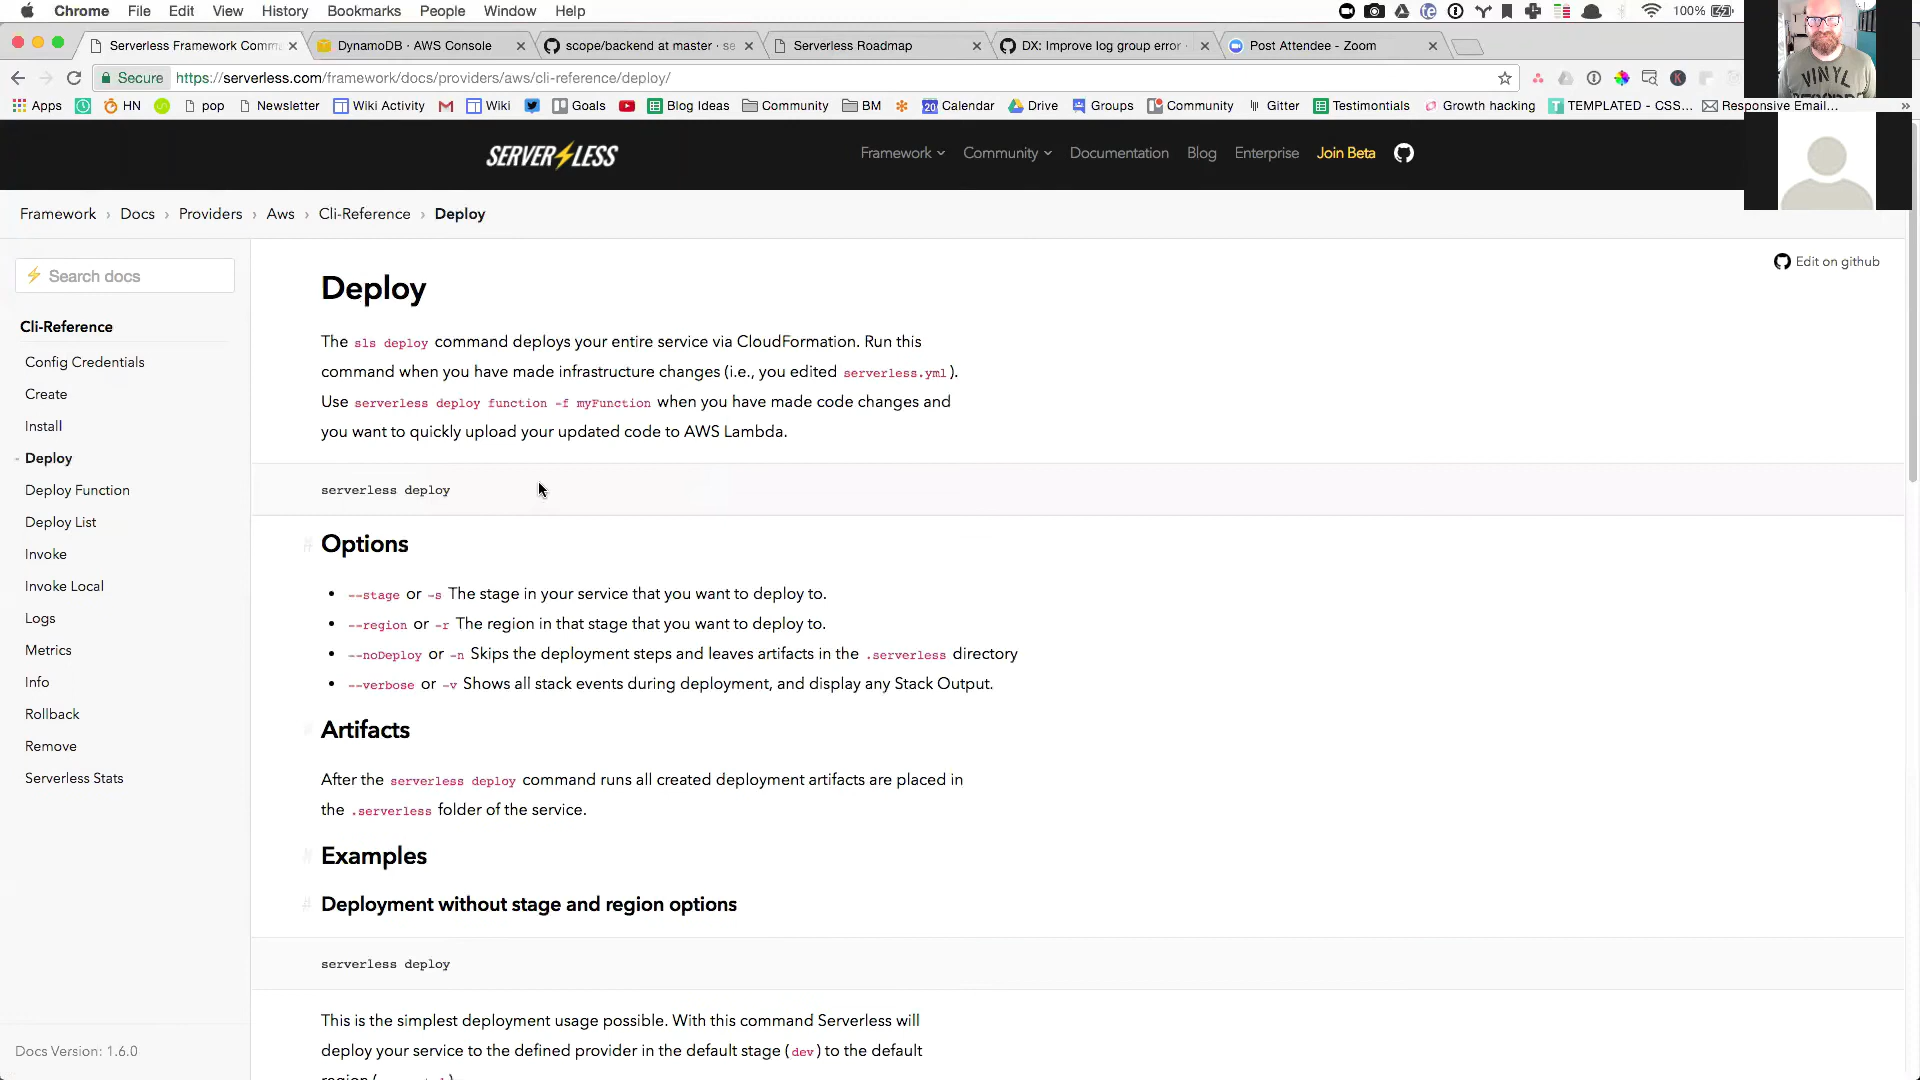 Chrome File Edit View History Bookmarks People Window Help 100%
Serverless Framework Comm DynamoDB - AWS Console scope/backend at master · se Serverless Roadmap DX: Improve log group error Post Attendee - Zoom
Secure https://serverless.com/framework/docs/providers/aws/cli-reference/deploy/
Apps HN pop Newsletter Wiki Activity Wiki Goals Blog Ideas Community BM 20 Calendar Drive Groups Community Gitter Testimonials Growth hacking TEMPLATED - CSS... Responsive Email... »
VINYL
SERVERLESS Framework Community Documentation Blog Enterprise Join Beta
Framework › Docs › Providers › Aws › Cli-Reference › Deploy
Edit on github
Search docs
Cli-Reference
Config Credentials
Create
Install
- Deploy
Deploy Function
Deploy List
Invoke
Invoke Local
Logs
Metrics
Info
Rollback
Remove
Serverless Stats
Docs Version: 1.6.0
Deploy
The sls deploy command deploys your entire service via CloudFormation. Run this
command when you have made infrastructure changes (i.e., you edited serverless.yml).
Use serverless deploy function -f myFunction when you have made code changes and
you want to quickly upload your updated code to AWS Lambda.
serverless deploy
# Options
• --stage or -s The stage in your service that you want to deploy to.
• --region or -r The region in that stage that you want to deploy to.
• --noDeploy or -n Skips the deployment steps and leaves artifacts in the .serverless directory
• --verbose or -v Shows all stack events during deployment, and display any Stack Output.
# Artifacts
After the serverless deploy command runs all created deployment artifacts are placed in
the .serverless folder of the service.
# Examples
# Deployment without stage and region options
serverless deploy
This is the simplest deployment usage possible. With this command Serverless will
deploy your service to the defined provider in the default stage (dev) to the default
region (